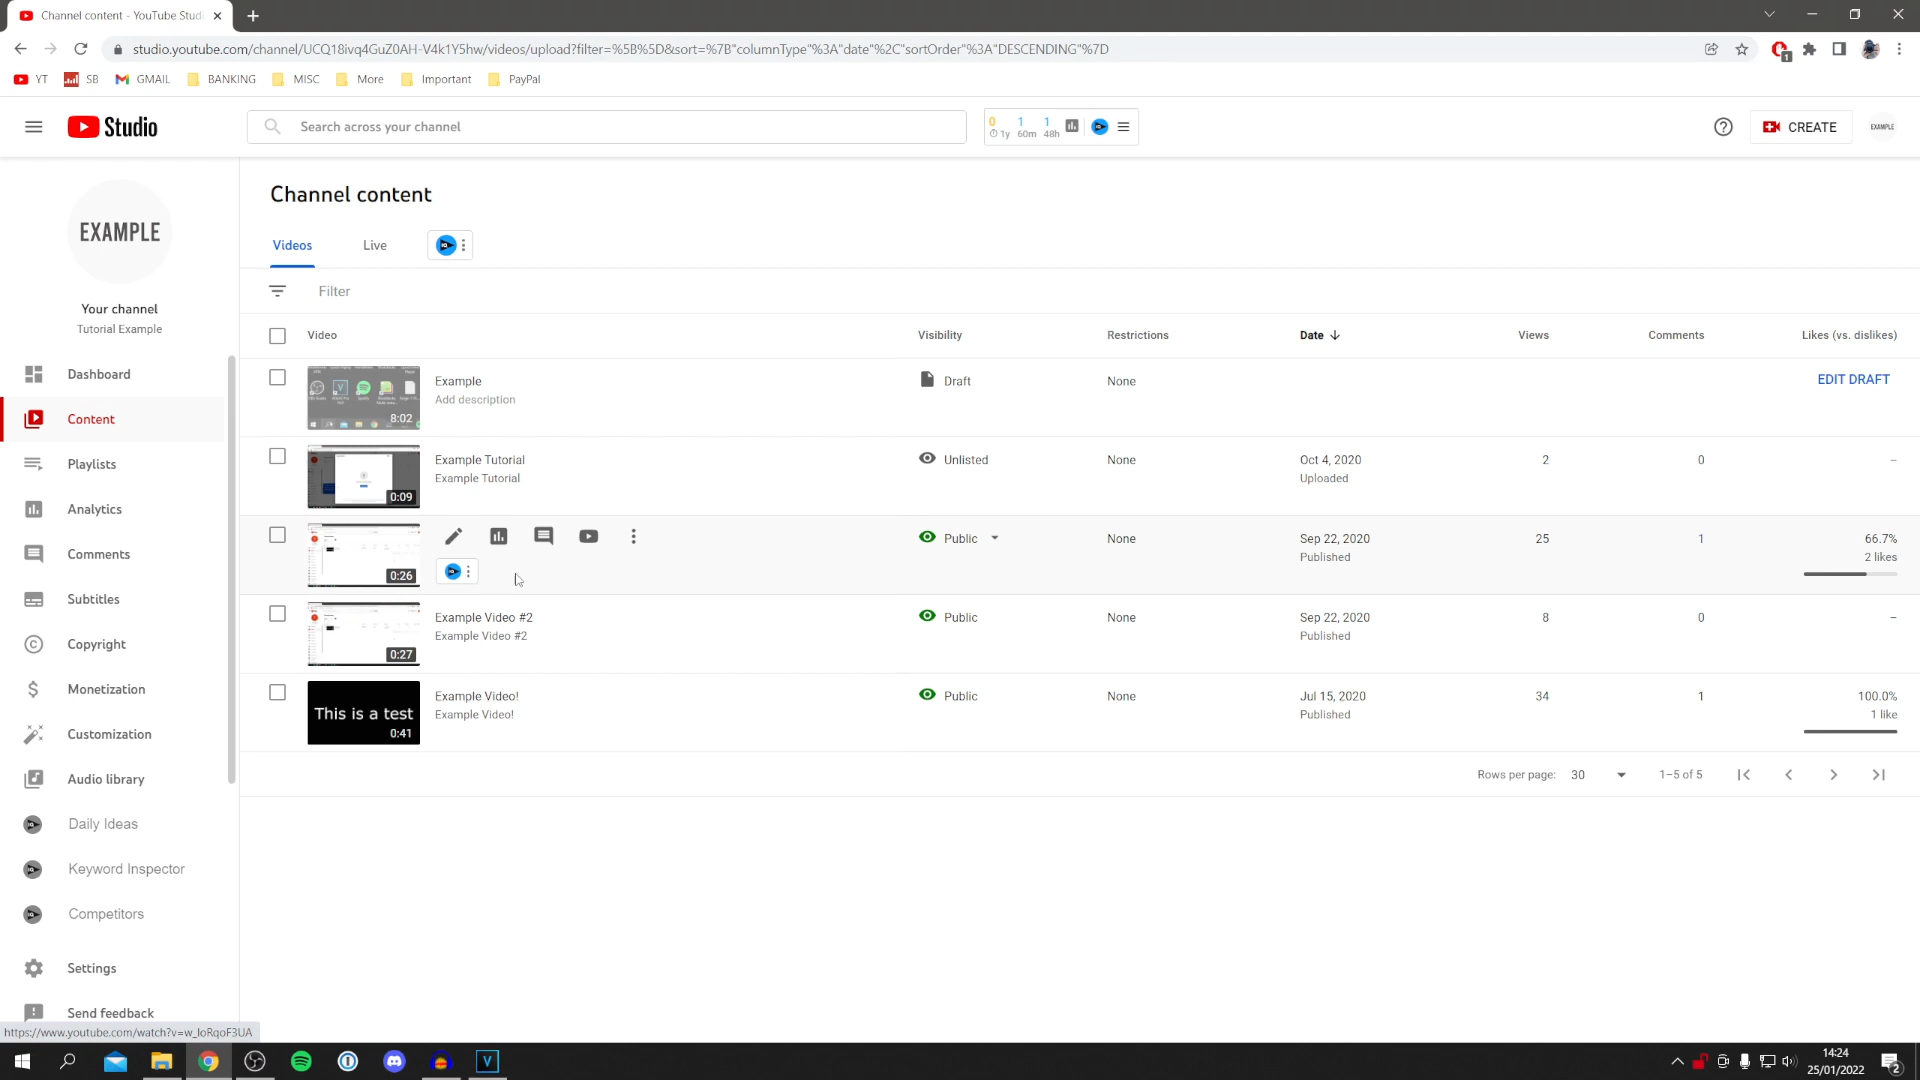 Channel content - YouTube Studi
studio.youtube.com/channel/UCQ18ivq4GuZ0AH-V4k1Y5hw/videos/upload?filter=%5B%5D&sort=%7B"columnType"%3A"date"%2C"sortOrder"%3A"DESCENDING"%7D
1
YT SB GMAIL BANKING MISC More Important PayPal
Studio
Search across your channel
0 1 1
1y 60m 48h
CREATE
EXAMPLE
EXAMPLE
Your channel
Tutorial Example
Dashboard
Content
Playlists
Analytics
Comments
Subtitles
Copyright
Monetization
Customization
Audio library
Daily Ideas
Keyword Inspector
Competitors
Settings
Send feedback
Channel content
Videos Live
Filter
Video Visibility Restrictions Date Views Comments Likes (vs. dislikes)
8:02
Example Draft None EDIT DRAFT
Add description
0:09
Example Tutorial Unlisted None Oct 4, 2020 2 0 –
Example Tutorial Uploaded
0:26
Public None Sep 22, 2020 25 1 66.7%
Published 2 likes
0:27
Example Video #2 Public None Sep 22, 2020 8 0 –
Example Video #2 Published
This is a test
0:41
Example Video! Public None Jul 15, 2020 34 1 100.0%
Example Video! Published 1 like
Rows per page: 30 1–5 of 5
https://www.youtube.com/watch?v=w_loRqoF3UA
V
14:24
25/01/2022
2